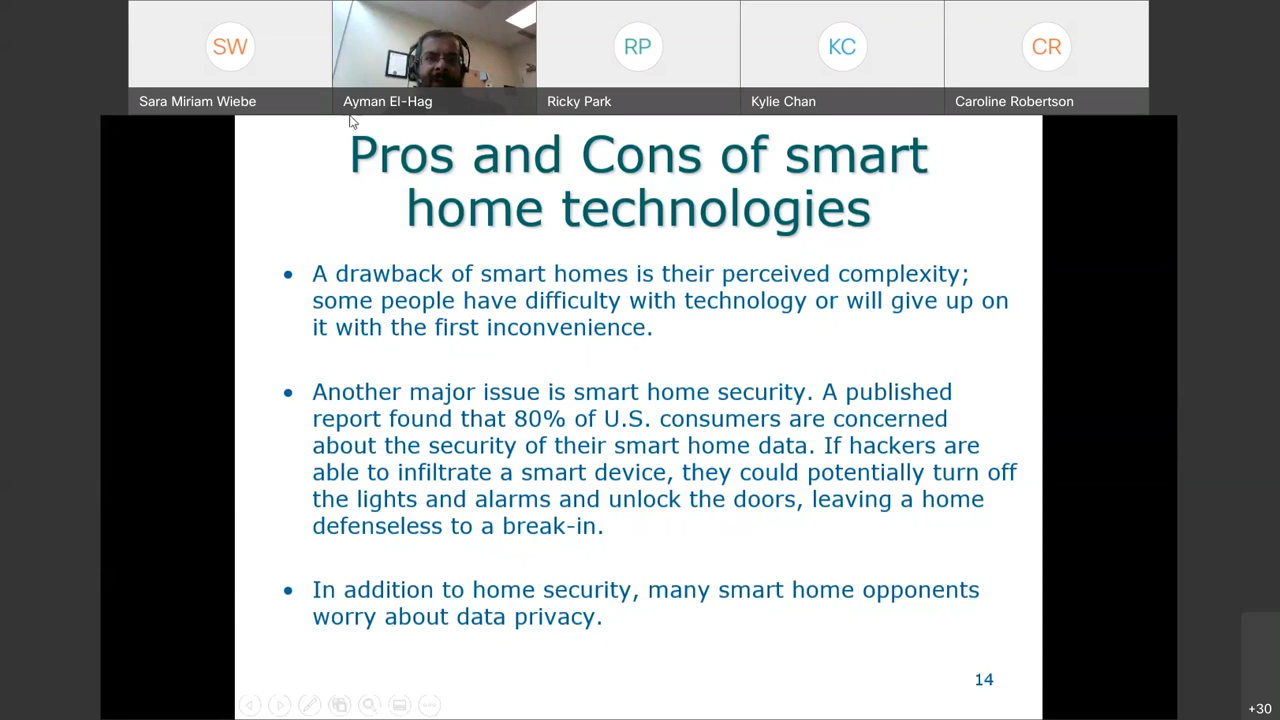 SW
RP
KC
CR
Sara Miriam Wiebe
Ayman El-Hag
Ricky Park
Kylie Chan
Caroline Robertson
Pros and Cons of smart
home technologies
• A drawback of smart homes is their perceived complexity;
some people have difficulty with technology or will give up on
it with the first inconvenience.
• Another major issue is smart home security. A published
report found that 80% of U.S. consumers are concerned
about the security of their smart home data. If hackers are
able to infiltrate a smart device, they could potentially turn off
the lights and alarms and unlock the doors, leaving a home
defenseless to a break-in.
• In addition to home security, many smart home opponents
worry about data privacy.
14
+30